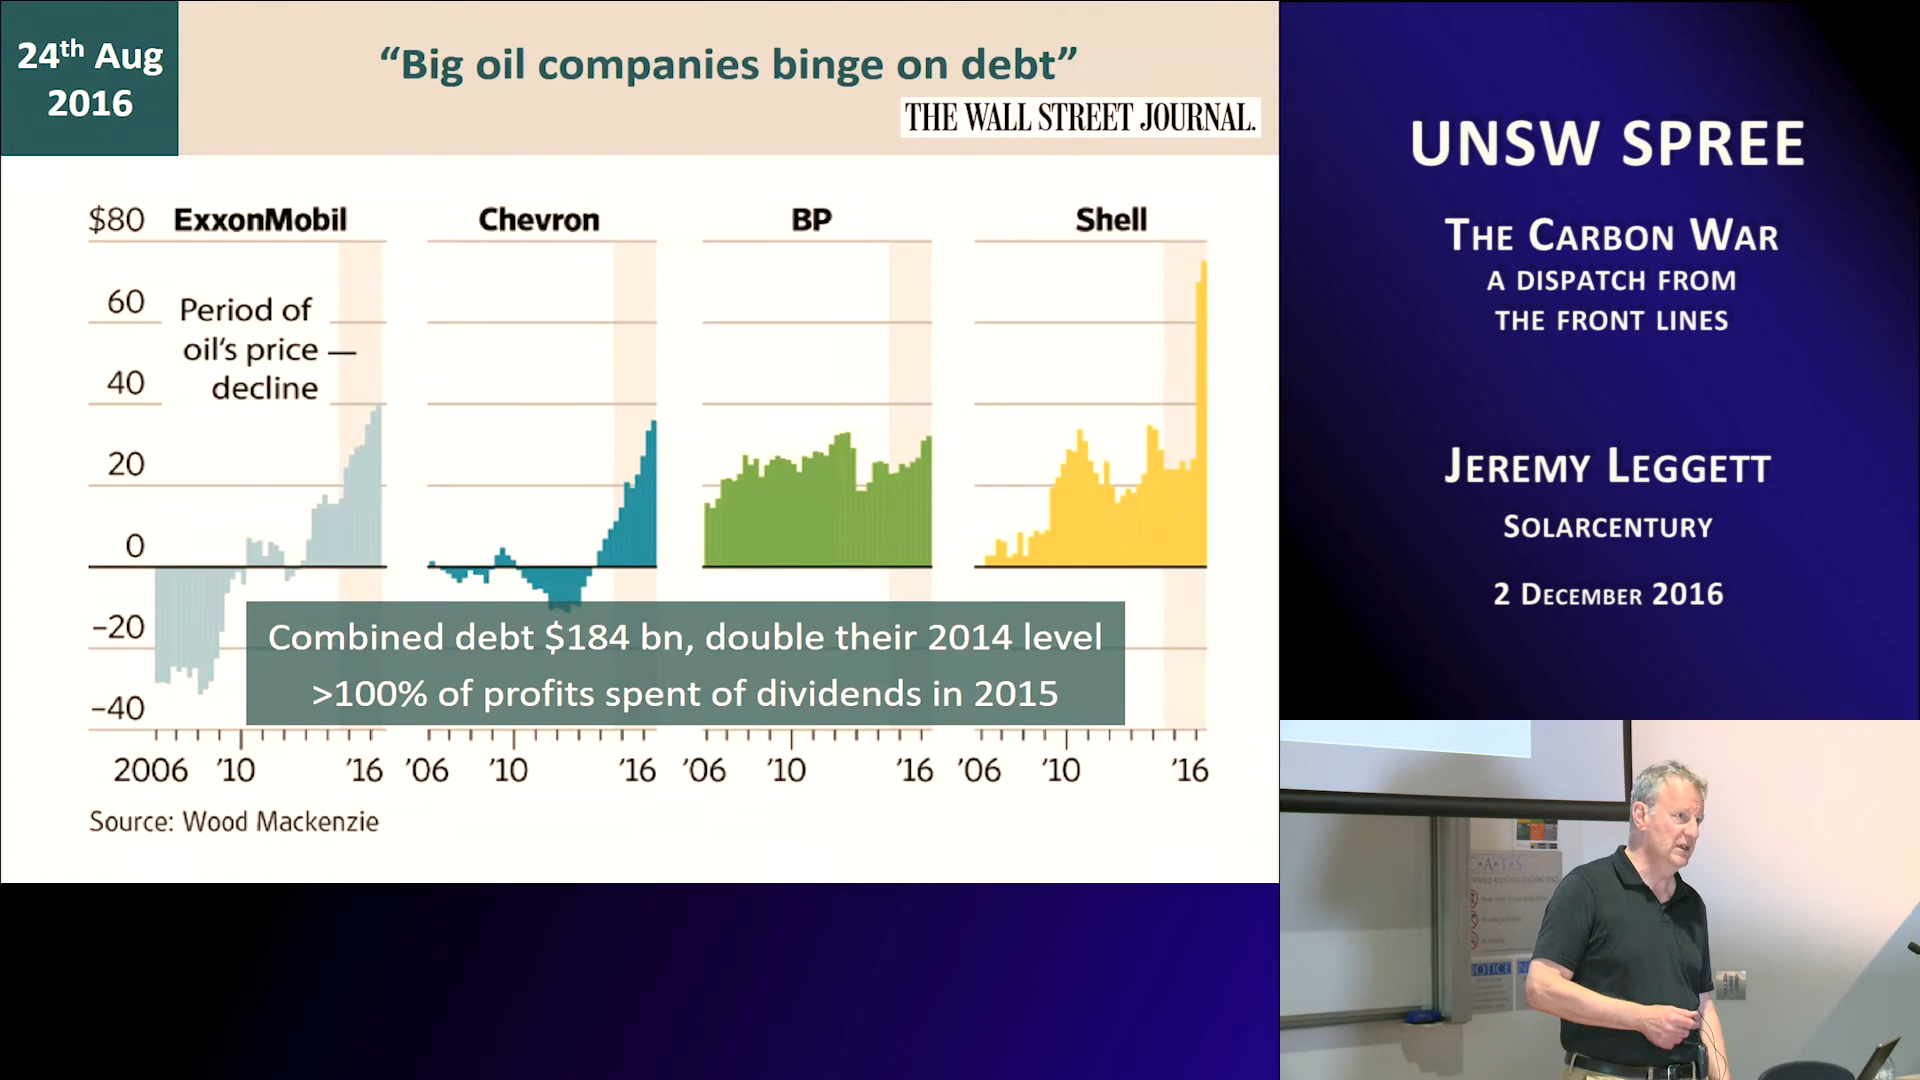 24th Aug
2016
“Big oil companies binge on debt”
THE WALL STREET JOURNAL.
$80
ExxonMobil
Chevron
BP
Shell
60
Period of
oil's price
decline
40
20
0
−20
−40
Combined debt $184 bn, double their 2014 level
>100% of profits spent of dividends in 2015
2006 '10 '16 '06 '10 '16 '06 '10 '16 '06 '10 '16
Source: Wood Mackenzie
UNSW SPREE
THE CARBON WAR
A DISPATCH FROM
THE FRONT LINES
JEREMY LEGGETT
SOLARCENTURY
2 DECEMBER 2016
CATS
NOTICE